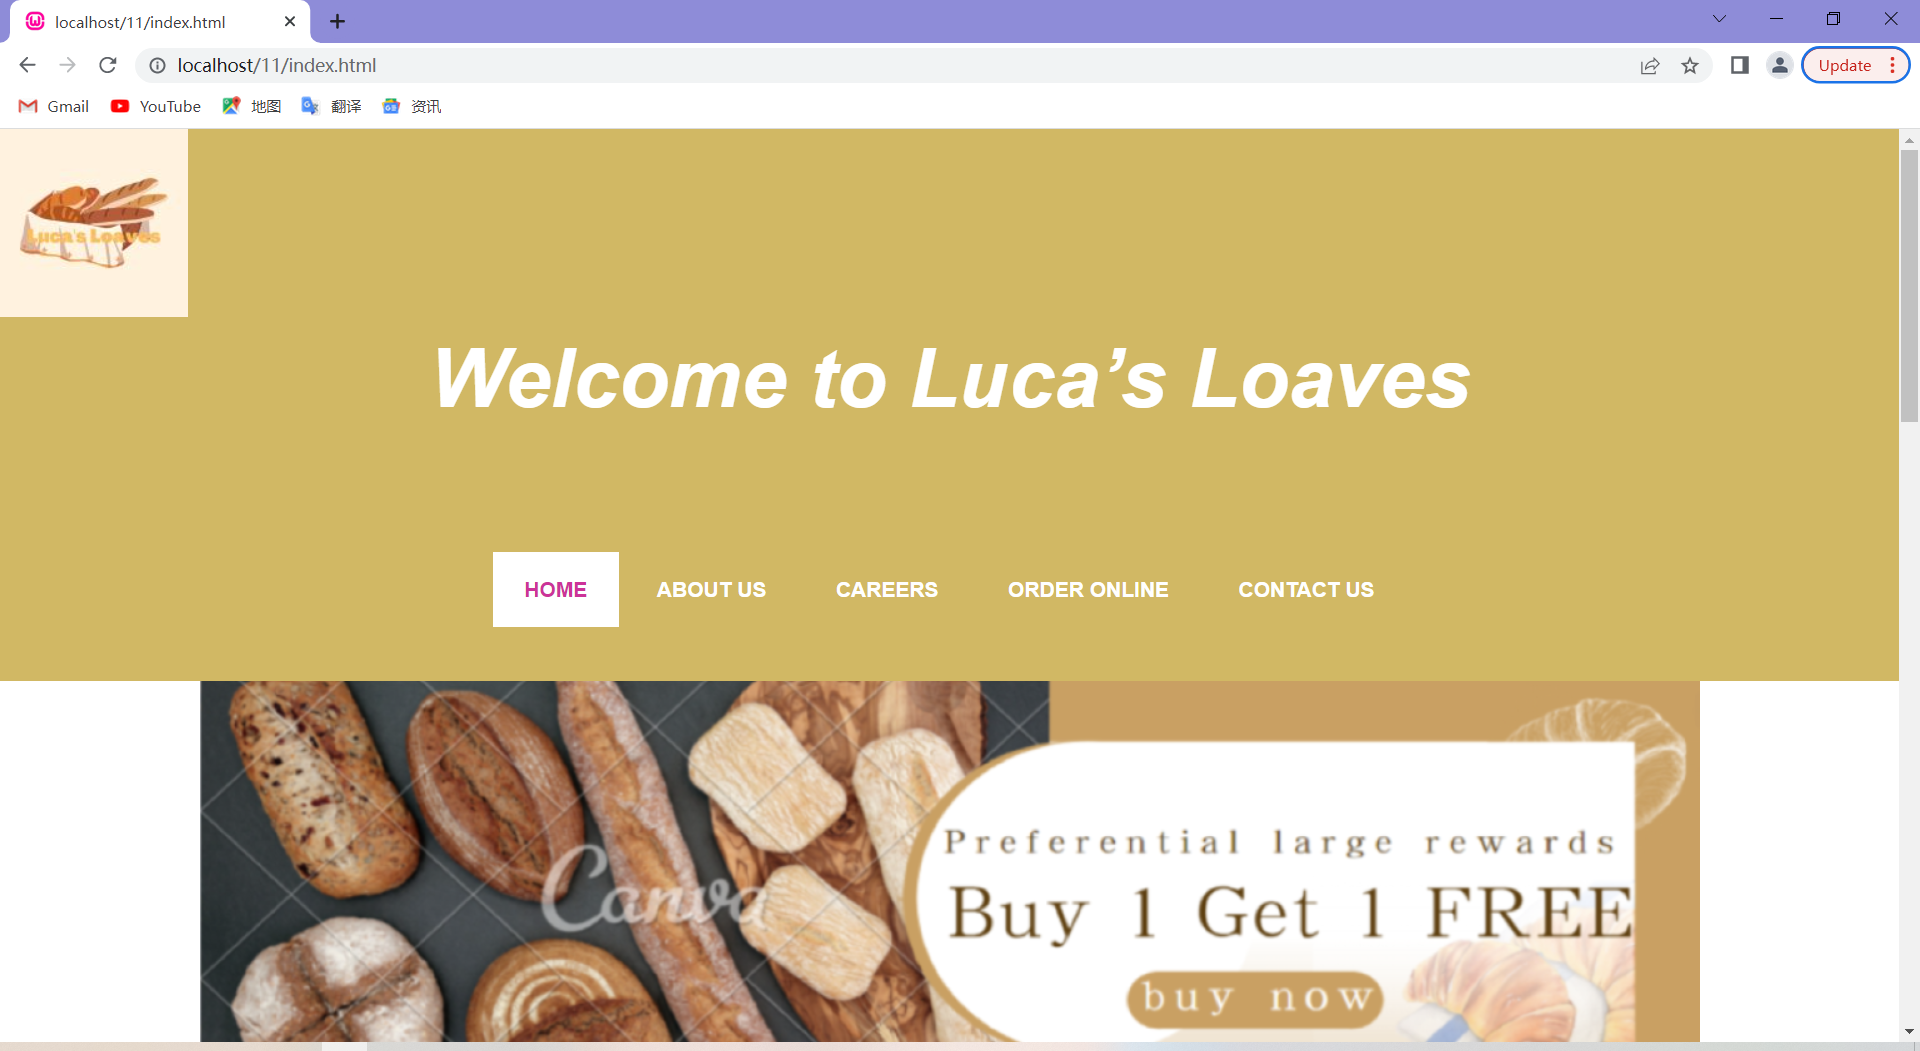 localhost/11/index.html
localhost/11/index.html
Update
Gmail
YouTube
地图
翻译
资讯
Luca's Loaves
Welcome to Luca’s Loaves
HOME
ABOUT US
CAREERS
ORDER ONLINE
CONTACT US
Canva
Preferential large rewards
Buy 1 Get 1 FREE
buy now